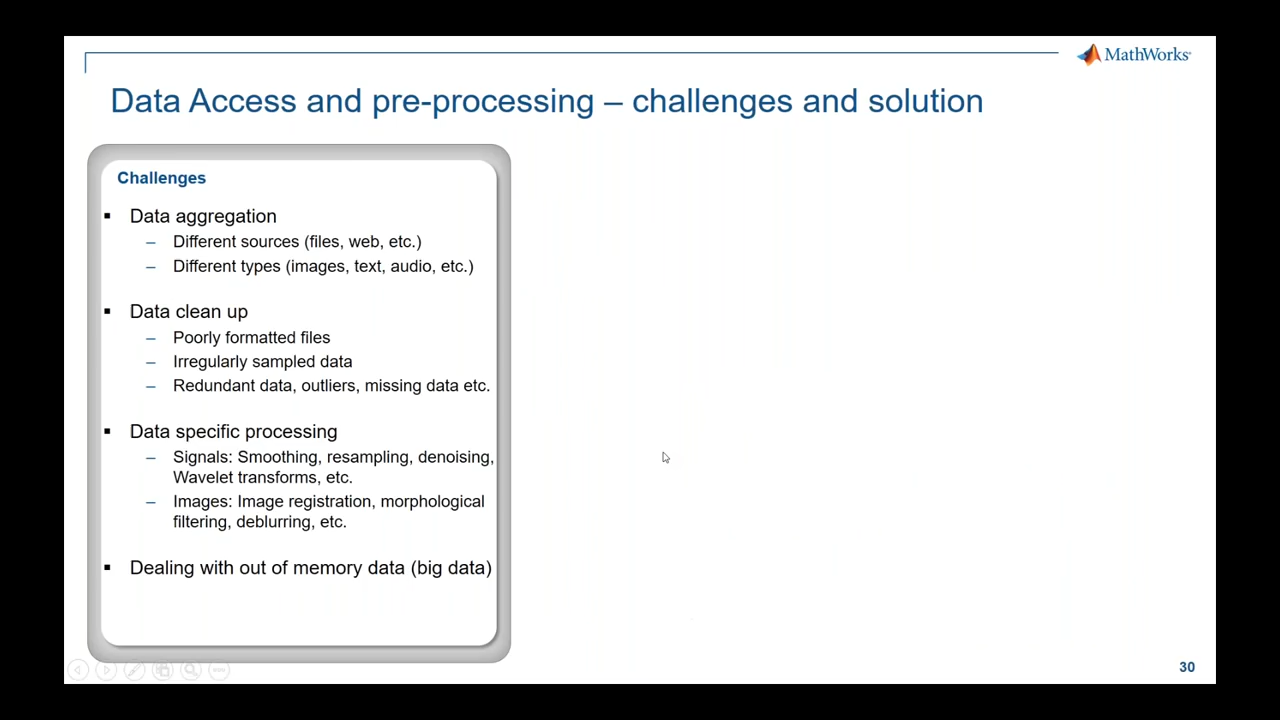 MathWorks
Data Access and pre-processing – challenges and solution
Challenges
▪ Data aggregation
– Different sources (files, web, etc.)
– Different types (images, text, audio, etc.)
▪ Data clean up
– Poorly formatted files
– Irregularly sampled data
– Redundant data, outliers, missing data etc.
▪ Data specific processing
– Signals: Smoothing, resampling, denoising,
Wavelet transforms, etc.
– Images: Image registration, morphological
filtering, deblurring, etc.
▪ Dealing with out of memory data (big data)
30